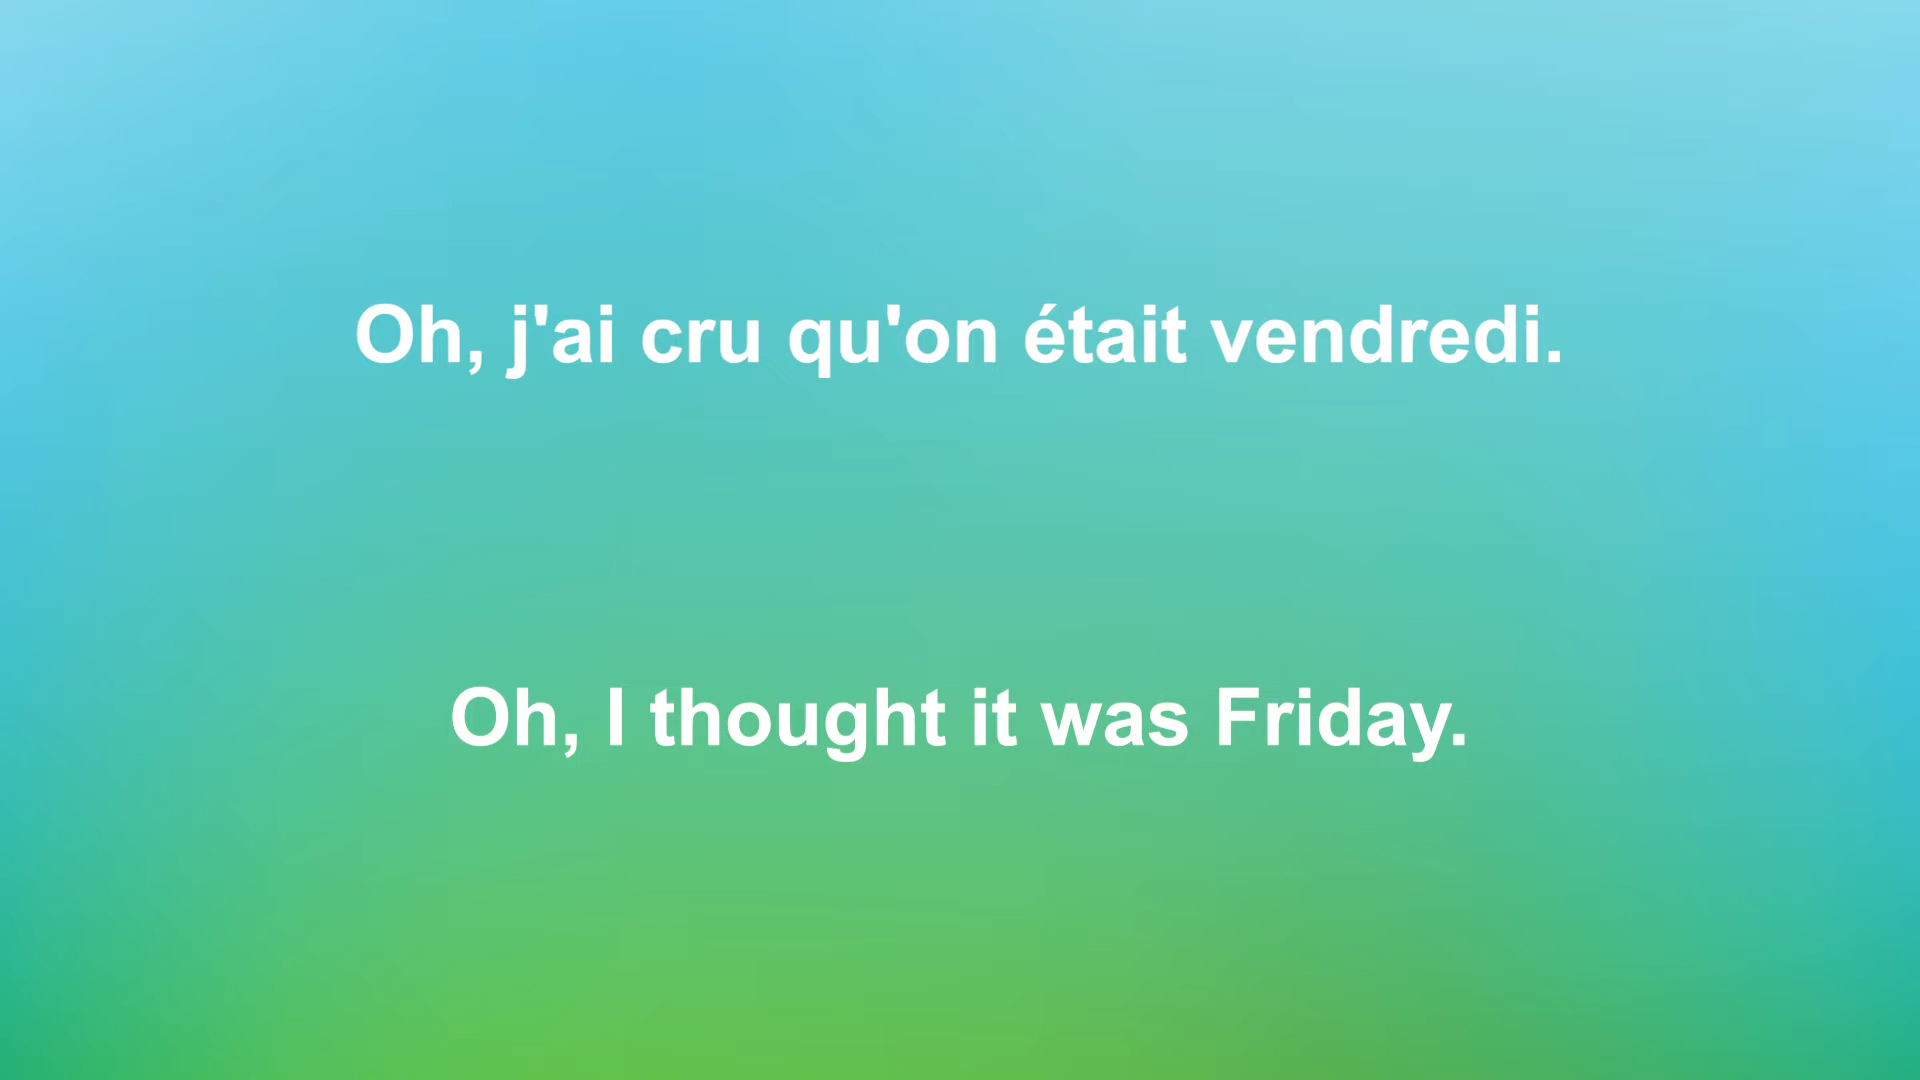 Oh, j'ai cru qu'on était vendredi.
Oh, I thought it was Friday.